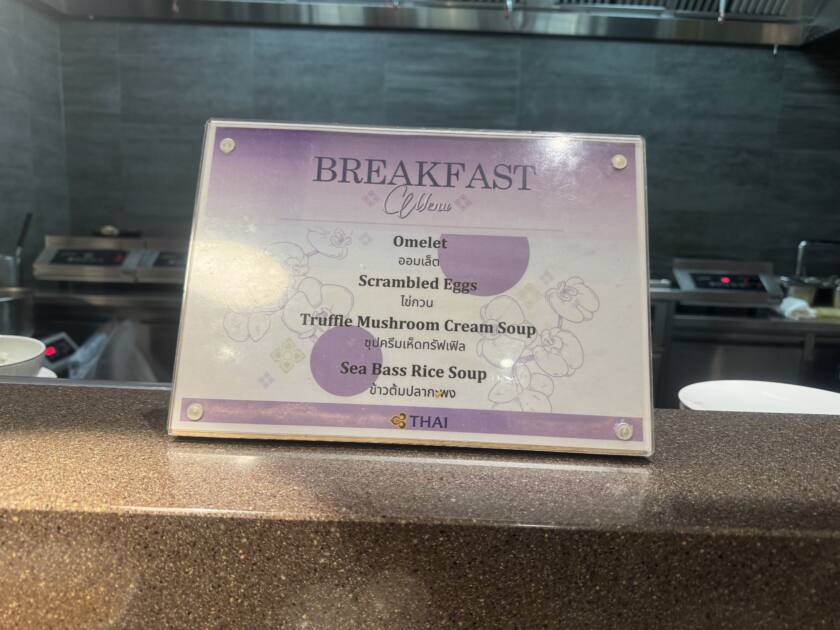 BREAKFAST
Menu
Omelet
ออมเล็ต
Scrambled Eggs
ไข่กวน
Truffle Mushroom Cream Soup
ซุปครีมเห็ดทรัฟเฟิล
Sea Bass Rice Soup
ข้าวต้มปลากะพง
THAI